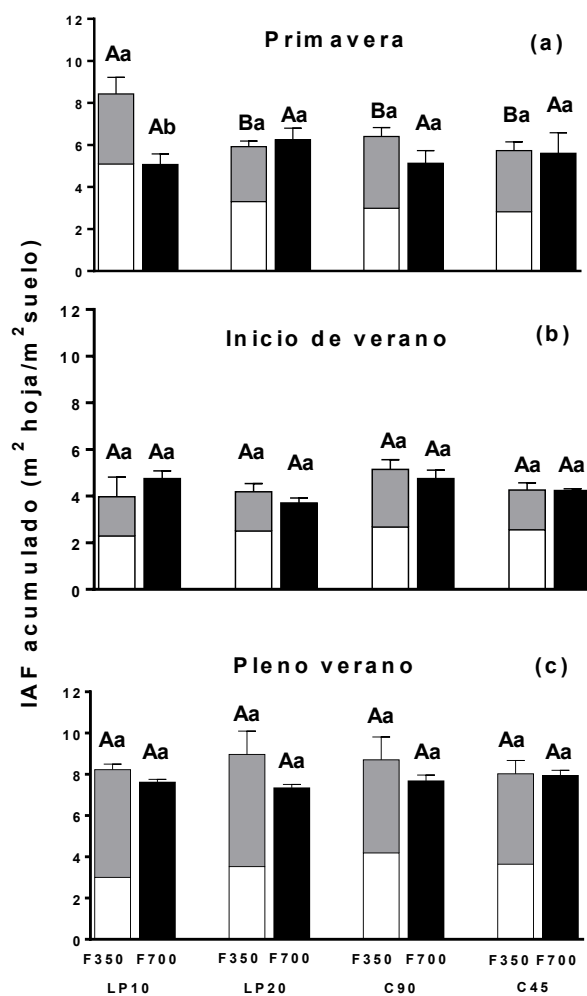 IAF acumulado (m² hoja/m² suelo)
Primavera (a)
12
10
8
6
4
2
0
Aa Ab Ba Aa Ba Aa Ba Aa
Inicio de verano (b)
12
10
8
6
4
2
0
Aa Aa Aa Aa Aa Aa Aa Aa
Pleno verano (c)
12
10
8
6
4
2
0
Aa Aa Aa Aa Aa Aa Aa Aa
F350 F700 F350 F700 F350 F700 F350 F700
LP10 LP20 C90 C45